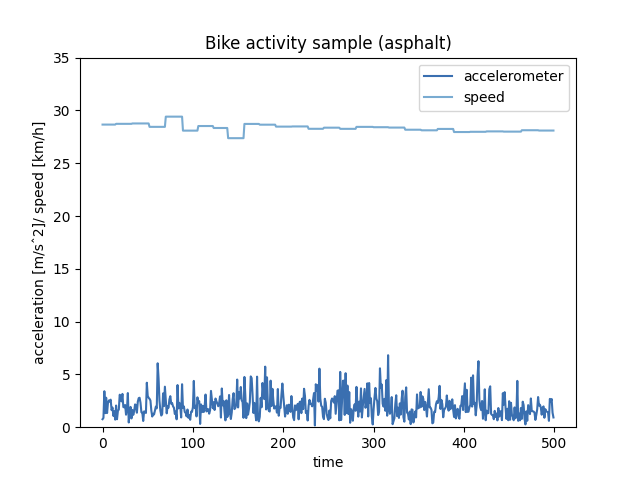 Bike activity sample (asphalt)
accelerometer
speed
acceleration [m/sˆ2]/ speed [km/h]
35
30
25
20
15
10
5
0
0 100 200 300 400 500
time